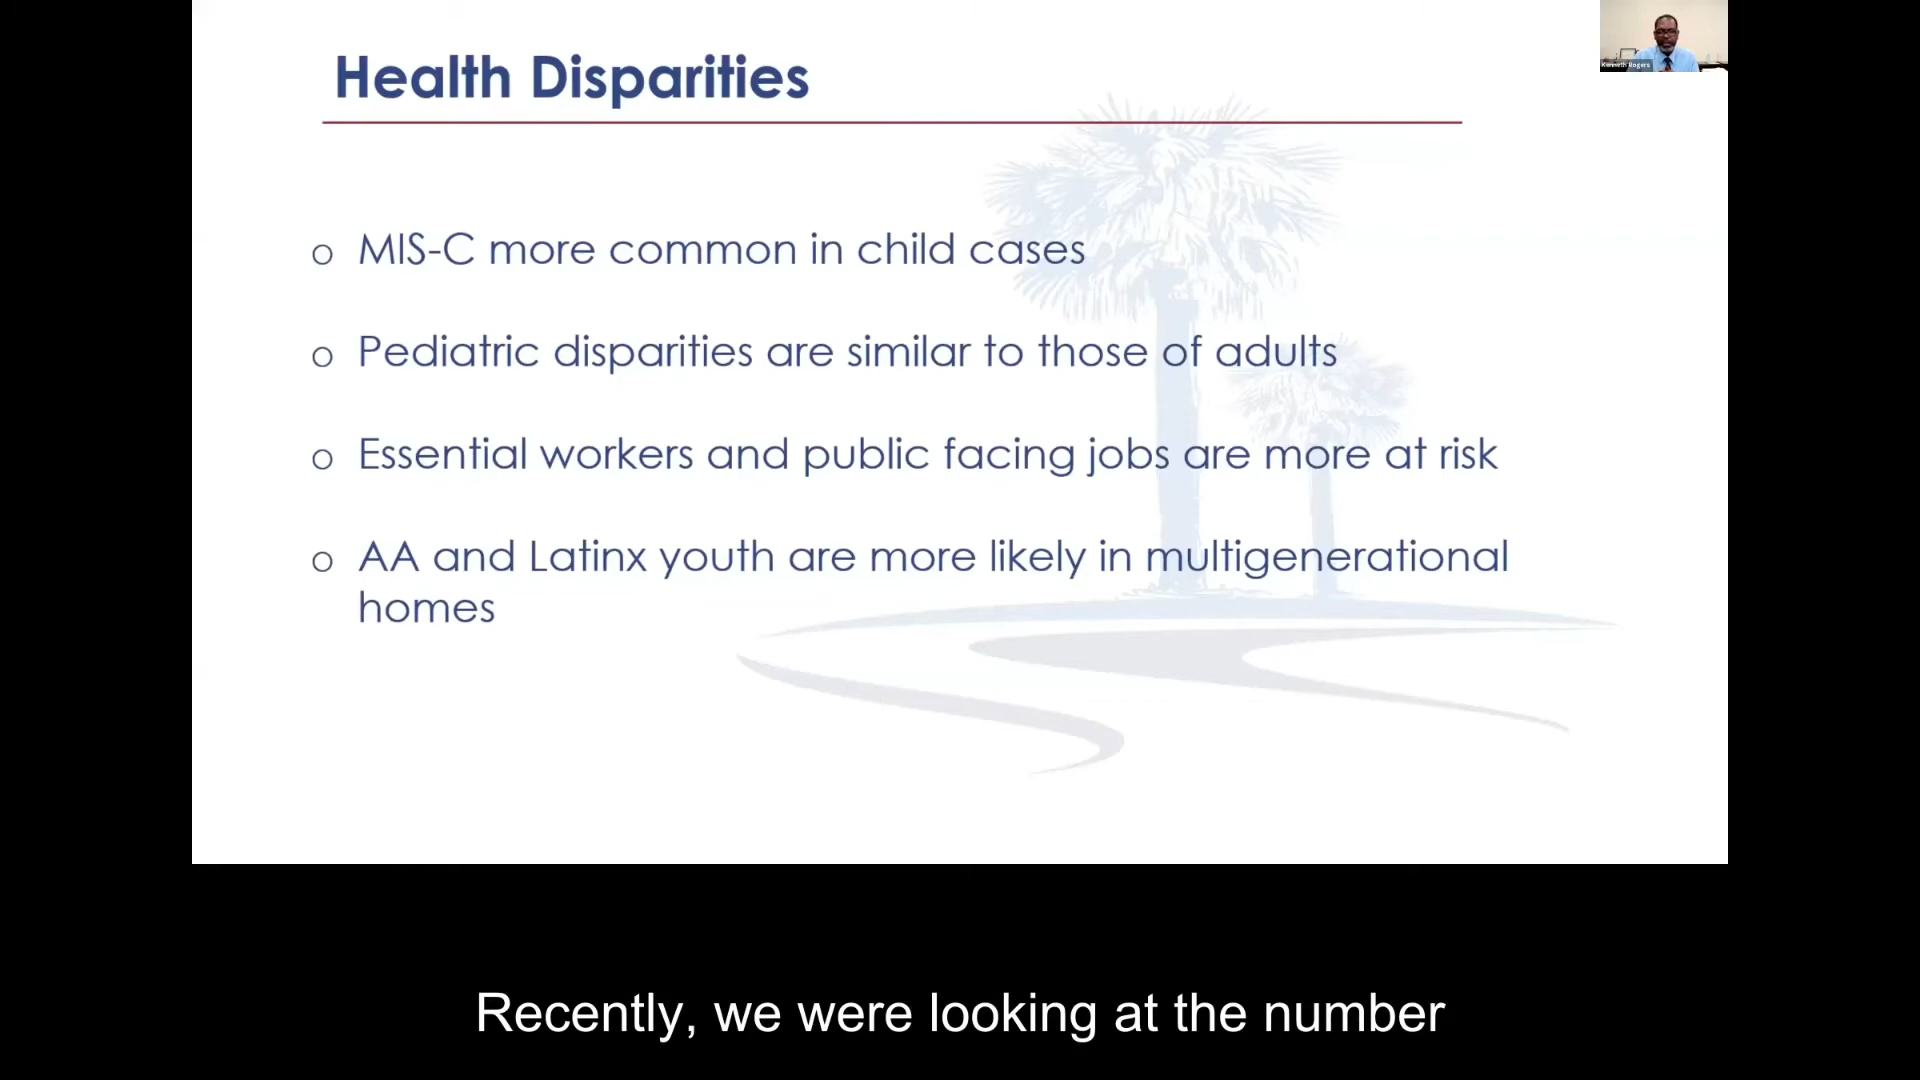 Health Disparities
Kenneth Rogers
o MIS-C more common in child cases
o Pediatric disparities are similar to those of adults
o Essential workers and public facing jobs are more at risk
o AA and Latinx youth are more likely in multigenerational
homes
Recently, we were looking at the number